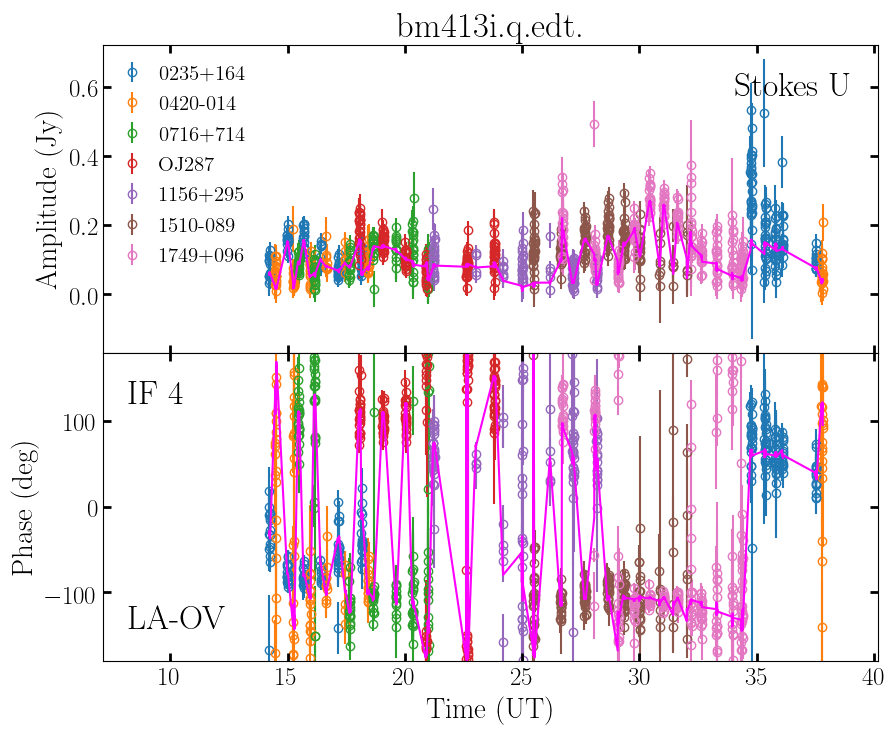 bm413i.q.edt.
0235+164
0420-014
0716+714
OJ287
1156+295
1510-089
1749+096
Stokes U
Amplitude (Jy)
0.6
0.4
0.2
0.0
IF 4
LA-OV
Phase (deg)
100
0
−100
10 15 20 25 30 35 40
Time (UT)